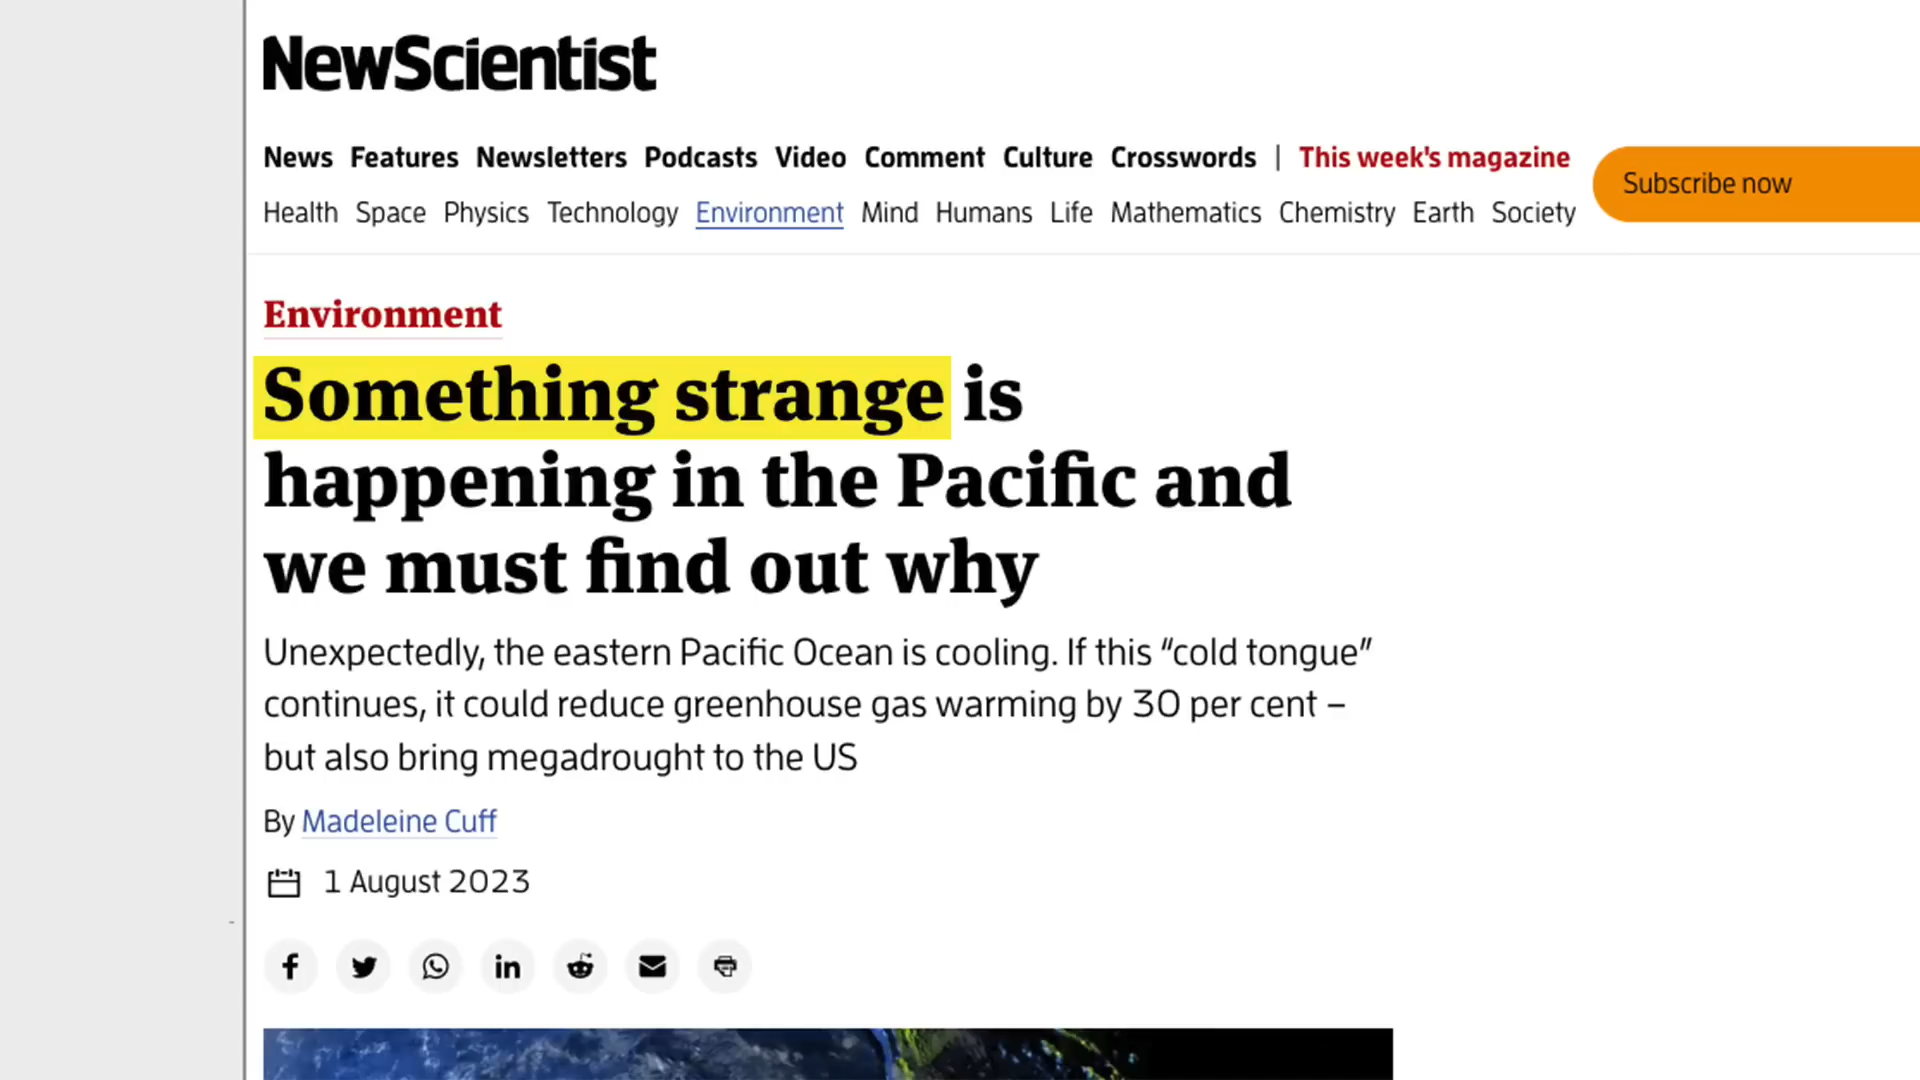 NewScientist
News Features Newsletters Podcasts Video Comment Culture Crosswords | This week's magazine
Subscribe now
Health Space Physics Technology Environment Mind Humans Life Mathematics Chemistry Earth Society
Environment
Something strange is
happening in the Pacific and
we must find out why
Unexpectedly, the eastern Pacific Ocean is cooling. If this “cold tongue”
continues, it could reduce greenhouse gas warming by 30 per cent –
but also bring megadrought to the US
By Madeleine Cuff
1 August 2023